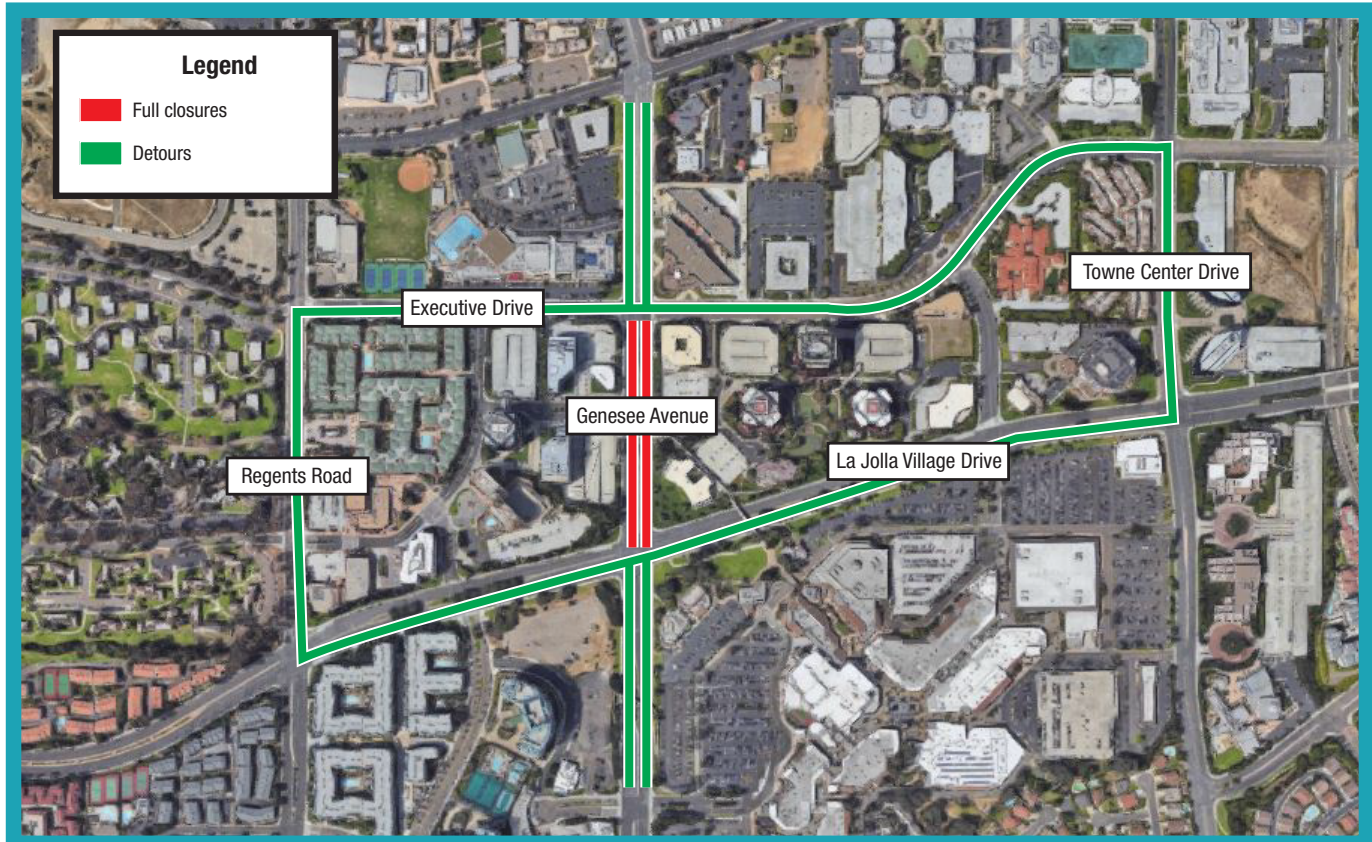 Legend
Full closures
Detours
Executive Drive
Towne Center Drive
Genesee Avenue
La Jolla Village Drive
Regents Road